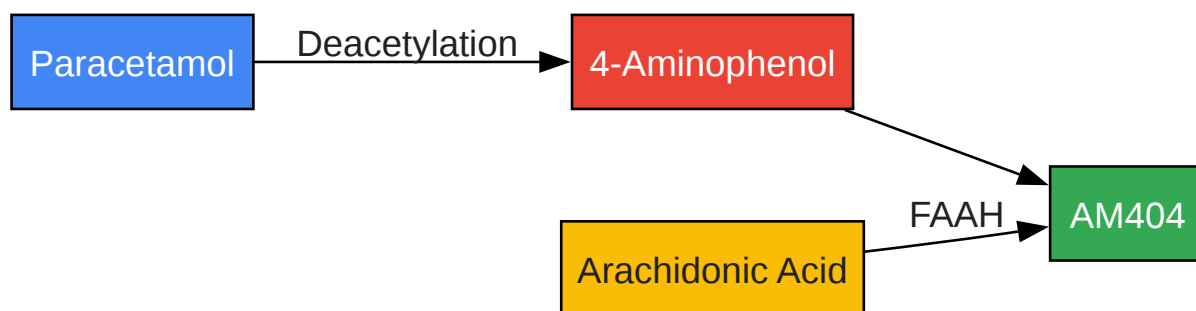 Paracetamol
Deacetylation
4-Aminophenol
FAAH
AM404
Arachidonic Acid